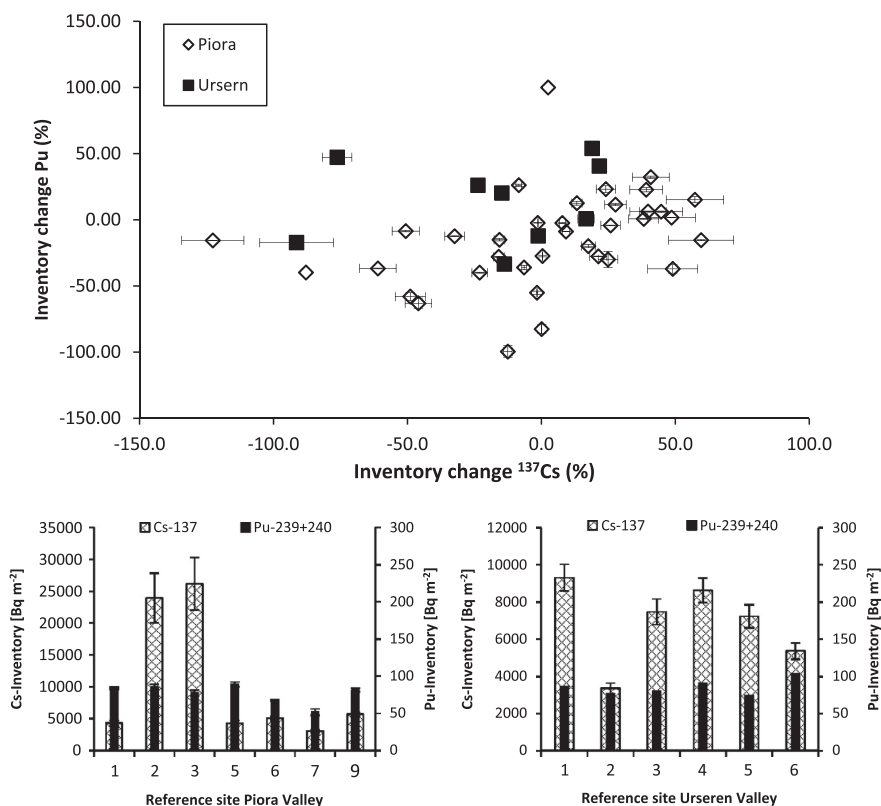 150.00
Piora
Ursern
100.00
50.00
0.00
-50.00
-100.00
-150.00
Inventory change Pu (%)
-150.0 -100.0 -50.0 0.0 50.0 100.0
Inventory change ¹³⁷Cs (%)
Cs-137 Pu-239+240
35000
30000
25000
20000
15000
10000
5000
0
Cs-Inventory [Bq m⁻²]
300
250
200
150
100
50
0
Pu-Inventory [Bq m⁻²]
1 2 3 5 6 7 9
Reference site Piora Valley
Cs-137 Pu-239+240
12000
10000
8000
6000
4000
2000
0
Cs-Inventory [Bq m⁻²]
300
250
200
150
100
50
0
Pu-Inventory [Bq m⁻²]
1 2 3 4 5 6
Reference site Urseren Valley